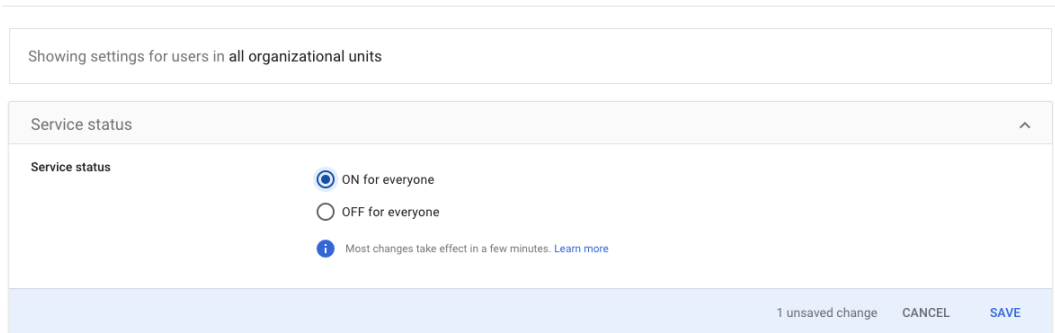 Showing settings for users in all organizational units
Service status
Service status
ON for everyone
OFF for everyone
Most changes take effect in a few minutes. Learn more
1 unsaved change CANCEL SAVE